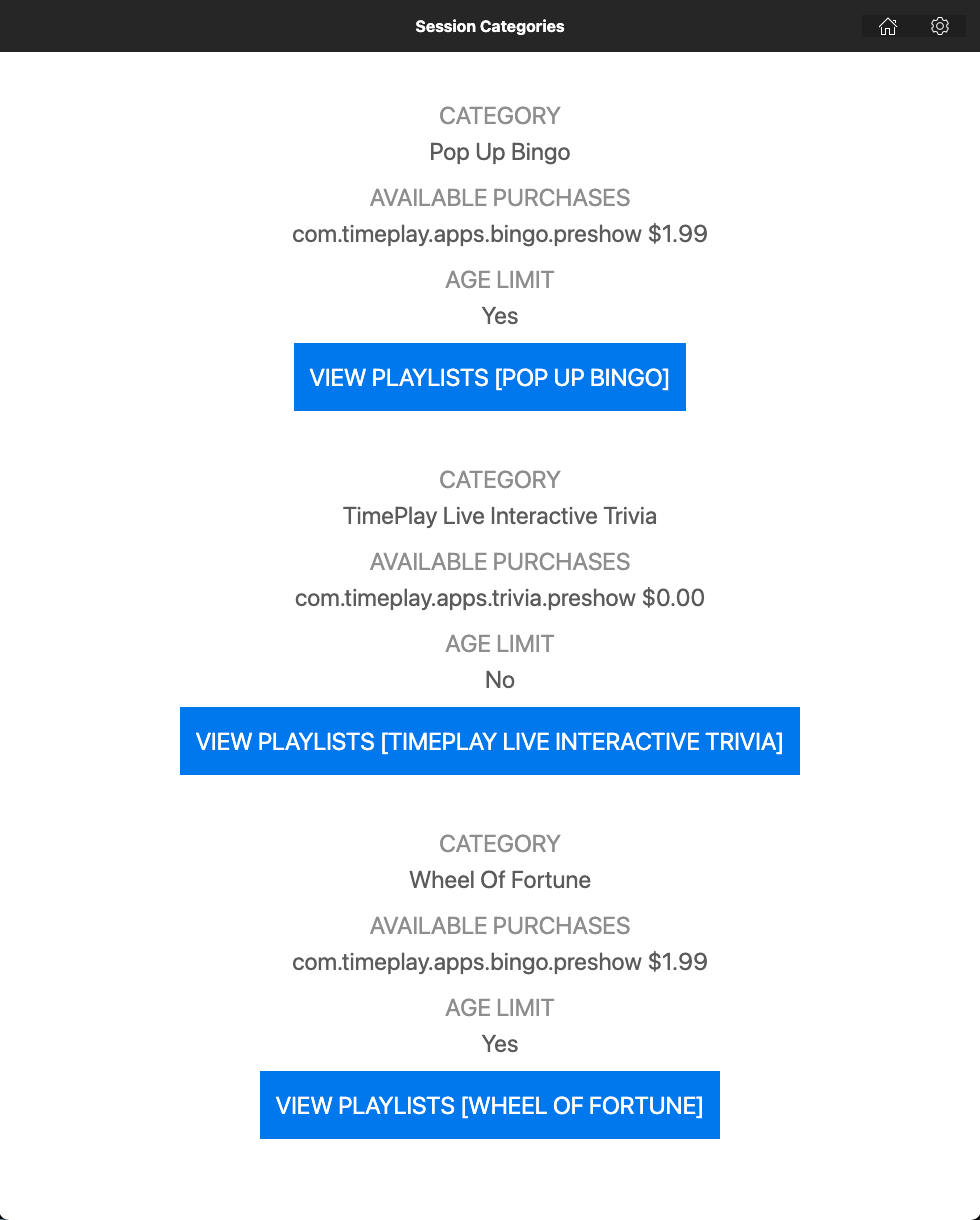 Session Categories
CATEGORY
Pop Up Bingo
AVAILABLE PURCHASES
com.timeplay.apps.bingo.preshow $1.99
AGE LIMIT
Yes
VIEW PLAYLISTS [POP UP BINGO]
CATEGORY
TimePlay Live Interactive Trivia
AVAILABLE PURCHASES
com.timeplay.apps.trivia.preshow $0.00
AGE LIMIT
No
VIEW PLAYLISTS [TIMEPLAY LIVE INTERACTIVE TRIVIA]
CATEGORY
Wheel Of Fortune
AVAILABLE PURCHASES
com.timeplay.apps.bingo.preshow $1.99
AGE LIMIT
Yes
VIEW PLAYLISTS [WHEEL OF FORTUNE]